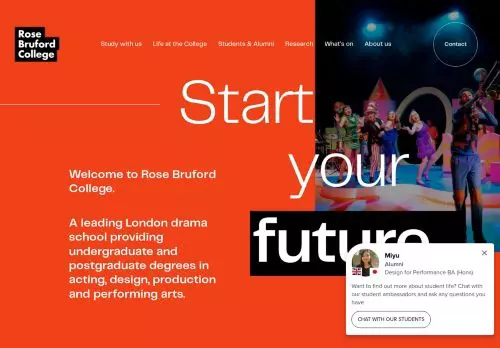 Rose
Bruford
College
Study with us
Life at the College
Students & Alumni
Research
What's on
About us
Contact
Start
your
future
Welcome to Rose Bruford
College.
A leading London drama
school providing
undergraduate and
postgraduate degrees in
acting, design, production
and performing arts.
Miyu
Alumni
Design for Performance BA (Hons)
Want to find out more about student life? Chat with
our student ambassadors and ask any questions you
have
CHAT WITH OUR STUDENTS